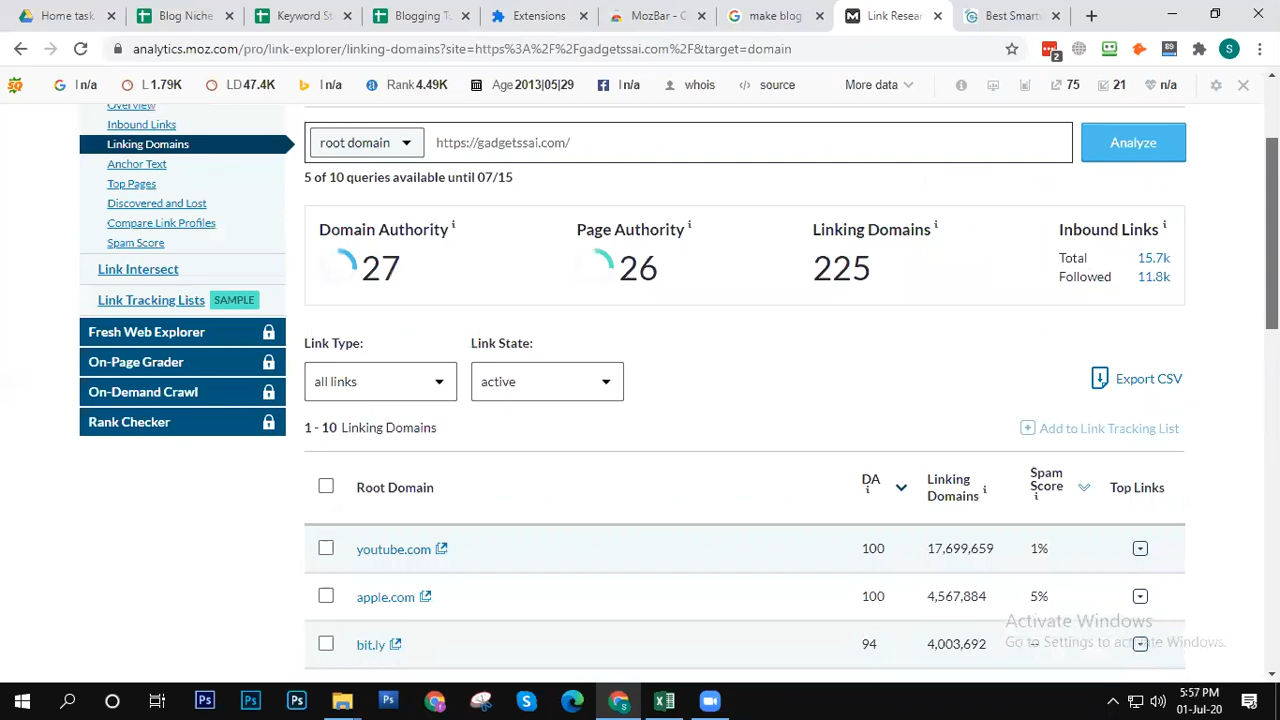 Home task
Blog Niche
Keyword St
Blogging T
Extensions
MozBar - C
make blog
Link Resea
Best Smart
analytics.moz.com/pro/link-explorer/linking-domains?site=https%3A%2F%2Fgadgetssai.com%2F&target=domain
2
89
S
I n/a
L 1.79K
LD 47.4K
I n/a
Rank 4.49K
Age 2013|05|29
I n/a
whois
source
More data
75
21
n/a
Overview
Inbound Links
Linking Domains
Anchor Text
Top Pages
Discovered and Lost
Compare Link Profiles
Spam Score
Link Intersect
Link Tracking Lists SAMPLE
Fresh Web Explorer
On-Page Grader
On-Demand Crawl
Rank Checker
root domain
https://gadgetssai.com/
Analyze
5 of 10 queries available until 07/15
Domain Authority i
27
Page Authority i
26
Linking Domains i
225
Inbound Links i
Total 15.7k
Followed 11.8k
Link Type:
all links
Link State:
active
Export CSV
1 - 10 Linking Domains
Add to Link Tracking List
Root Domain
DA i
Linking Domains i
Spam Score i
Top Links
youtube.com 100 17,699,659 1%
apple.com 100 4,567,884 5%
bit.ly 94 4,003,692 --
Activate Windows
Go to Settings to activate Windows.
5:57 PM
01-Jul-20